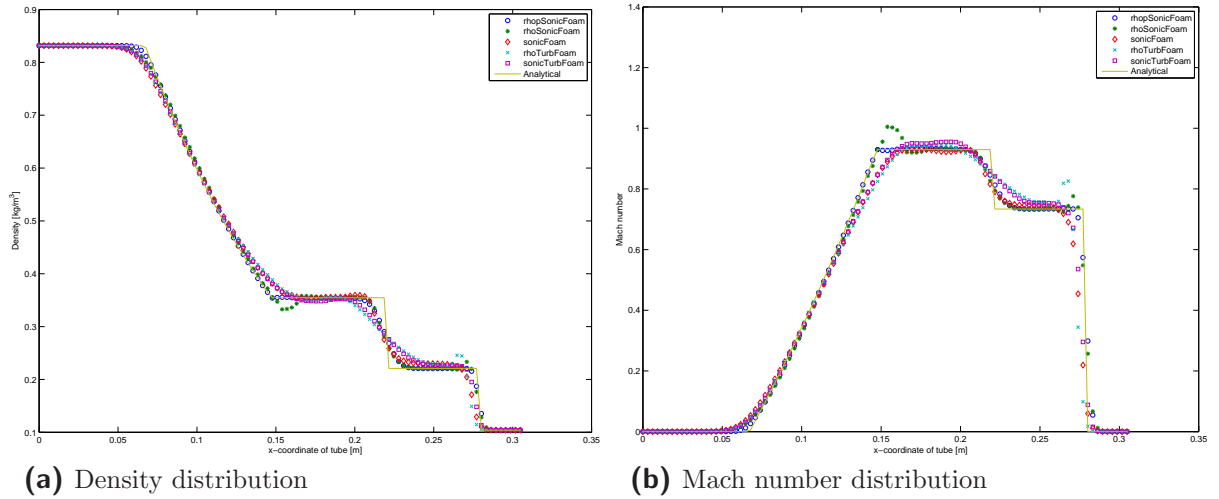 0.9
0.8
0.7
0.6
0.5
0.4
0.3
0.2
0.1
Density [kg/m³]
0
0.05
0.1
0.15
0.2
0.25
0.3
0.35
x−coordinate of tube [m]
rhopSonicFoam
rhoSonicFoam
sonicFoam
rhoTurbFoam
sonicTurbFoam
Analytical
(a) Density distribution
1.4
1.2
1
0.8
0.6
0.4
0.2
0
Mach number
0
0.05
0.1
0.15
0.2
0.25
0.3
0.35
x−coordinate of tube [m]
rhopSonicFoam
rhoSonicFoam
sonicFoam
rhoTurbFoam
sonicTurbFoam
Analytical
(b) Mach number distribution